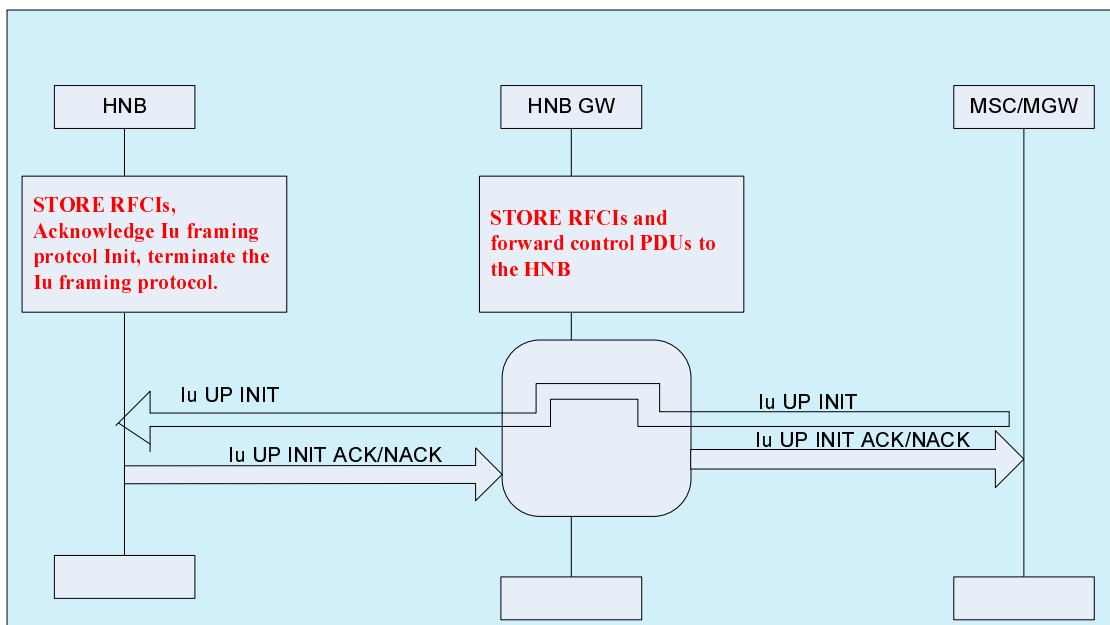 HNB
HNB GW
MSC/MGW
STORE RFCIs,
Acknowledge Iu framing
protcol Init, terminate the
Iu framing protocol.
STORE RFCIs and
forward control PDUs to
the HNB
Iu UP INIT
Iu UP INIT
Iu UP INIT ACK/NACK
Iu UP INIT ACK/NACK